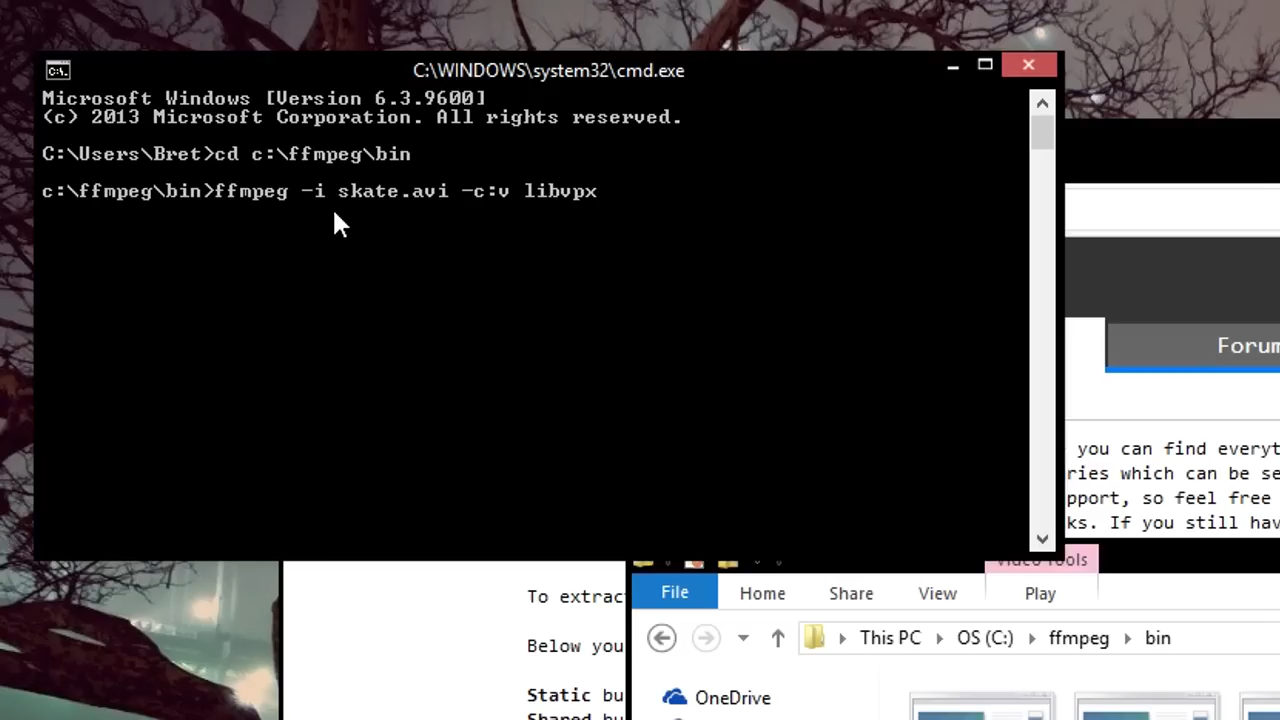 C:\WINDOWS\system32\cmd.exe
Microsoft Windows [Version 6.3.9600]
(c) 2013 Microsoft Corporation. All rights reserved.
C:\Users\Bret>cd c:\ffmpeg\bin
c:\ffmpeg\bin>ffmpeg -i skate.avi -c:v libvpx
Forum
you can find everyt
ries which can be se
pport, so feel free
ks. If you still hav
To extrac
Below you
Static bu
Shared bu
Video Tools
File Home Share View Play
This PC OS (C:) ffmpeg bin
OneDrive